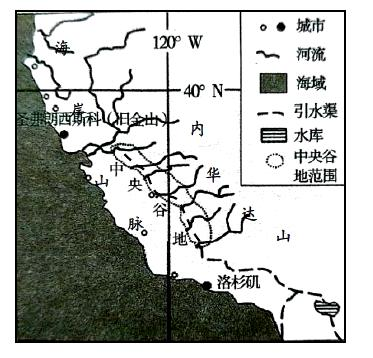 城市
河流
海域
引水渠
水库
中央谷
地范围
120° W
40° N
海岸山脉
圣弗朗西斯科（旧金山）
中央谷地
内华达山
洛杉矶